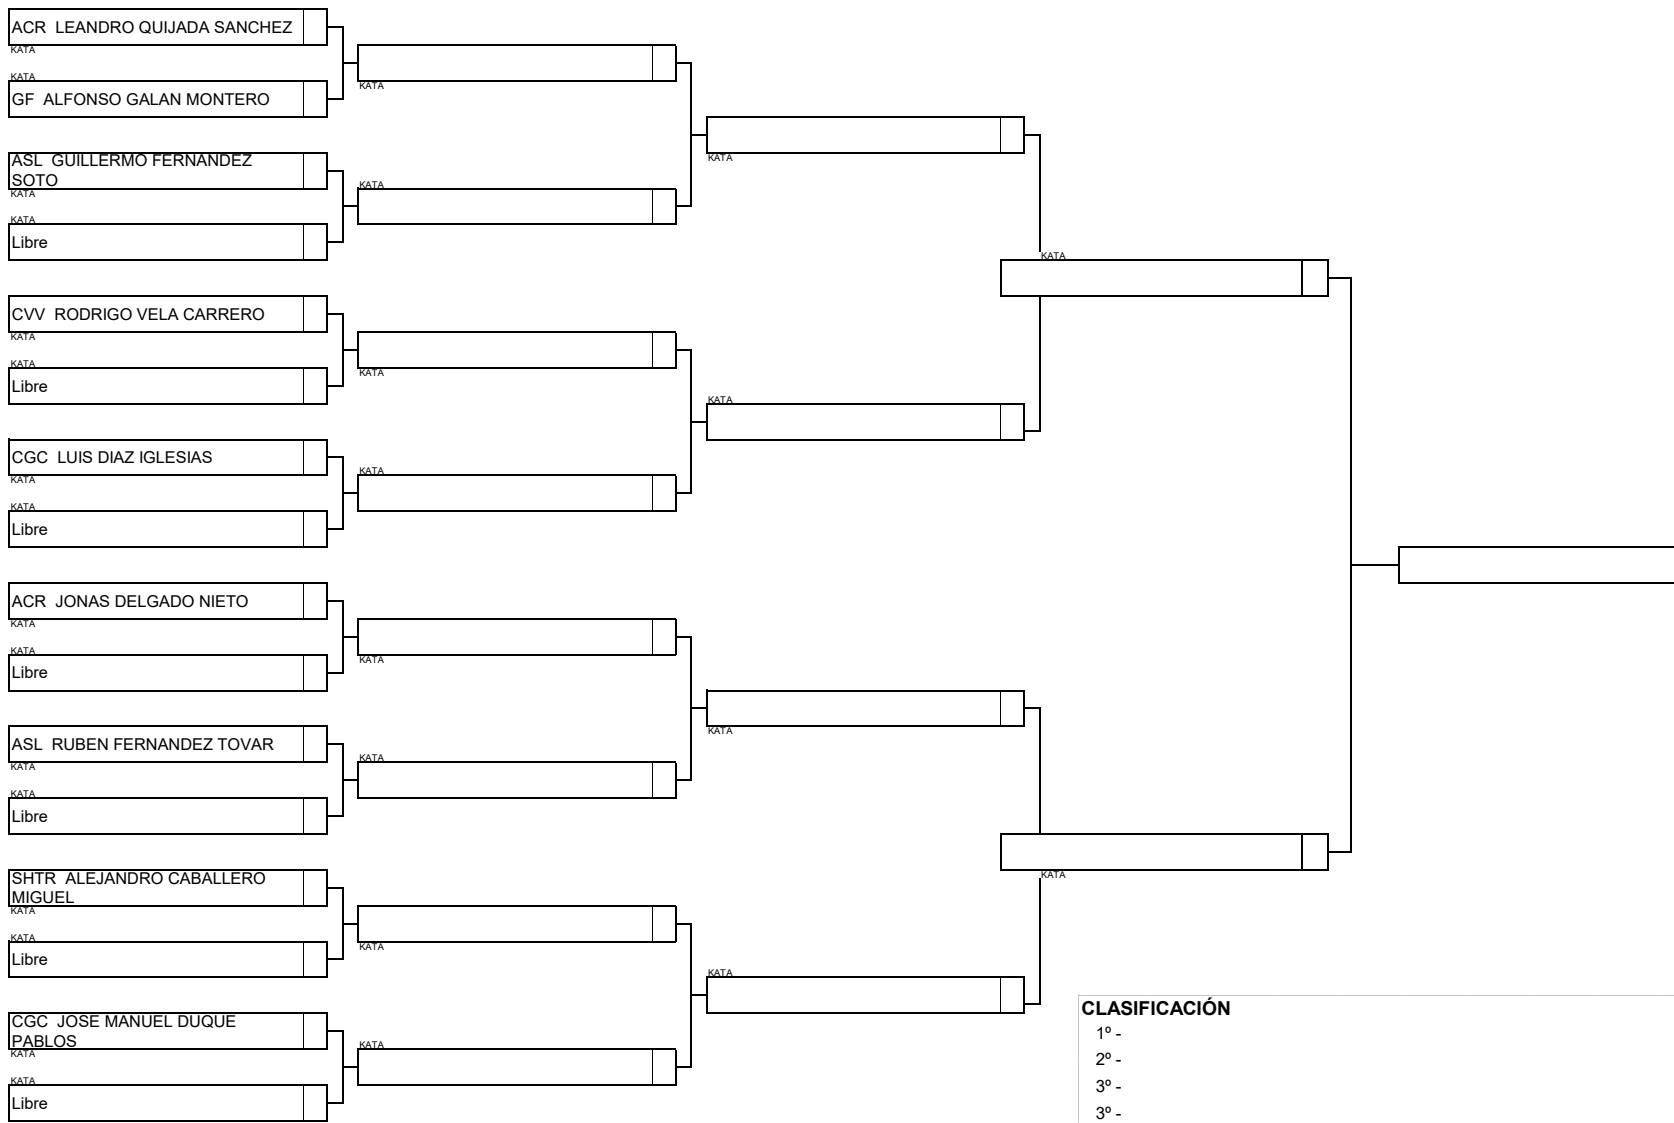 ACR LEANDRO QUIJADA SANCHEZ
KATA
KATA
GF ALFONSO GALAN MONTERO
ASL GUILLERMO FERNANDEZ
SOTO
KATA
KATA
Libre
CVV RODRIGO VELA CARRERO
KATA
KATA
Libre
CGC LUIS DIAZ IGLESIAS
KATA
KATA
Libre
ACR JONAS DELGADO NIETO
KATA
KATA
Libre
ASL RUBEN FERNANDEZ TOVAR
KATA
KATA
Libre
SHTR ALEJANDRO CABALLERO
MIGUEL
KATA
KATA
Libre
CGC JOSE MANUEL DUQUE
PABLOS
KATA
KATA
Libre
KATA
KATA
KATA
KATA
KATA
KATA
KATA
KATA
KATA
KATA
KATA
KATA
KATA
KATA
CLASIFICACIÓN
1º -
2º -
3º -
3º -